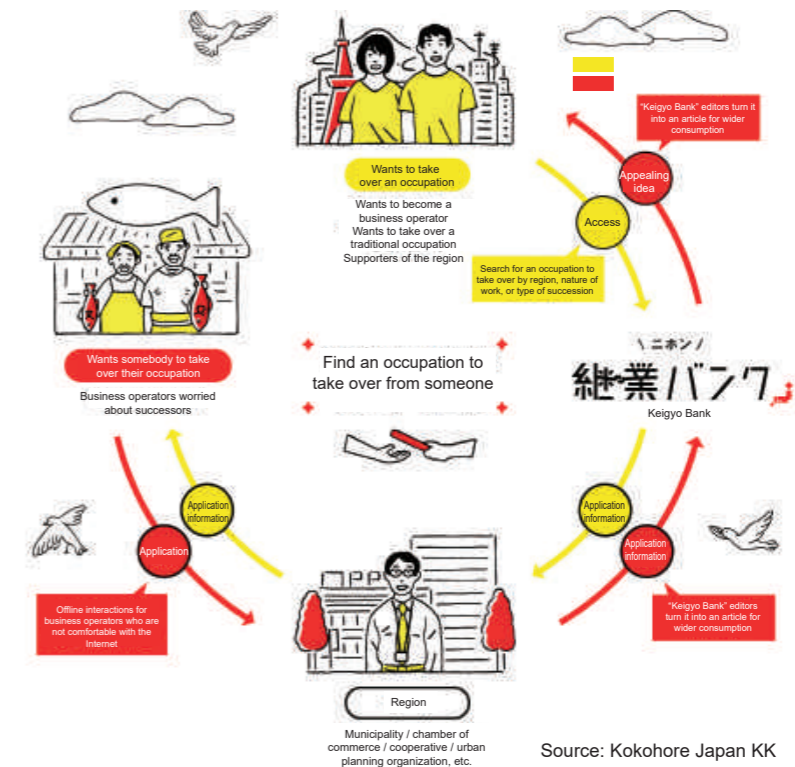 "Keigyo Bank" editors turn it
into an article for wider
consumption
Appealing
idea
Wants to take
over an occupation
Wants to become a
business operator
Wants to take over a
traditional occupation
Supporters of the region
Access
Search for an occupation to
take over by region, nature of
work, or type of succession
Wants somebody to take
over their occupation
Business operators worried
about successors
Find an occupation to
take over from someone
\ ニホン /
継業バンク
Keigyo Bank
Application
information
Application
Application
information
Application
information
Offline interactions for
business operators who are
not comfortable with the
Internet
"Keigyo Bank" editors
turn it into an article for
wider consumption
Region
Municipality / chamber of
commerce / cooperative / urban
planning organization, etc.
Source: Kokohore Japan KK